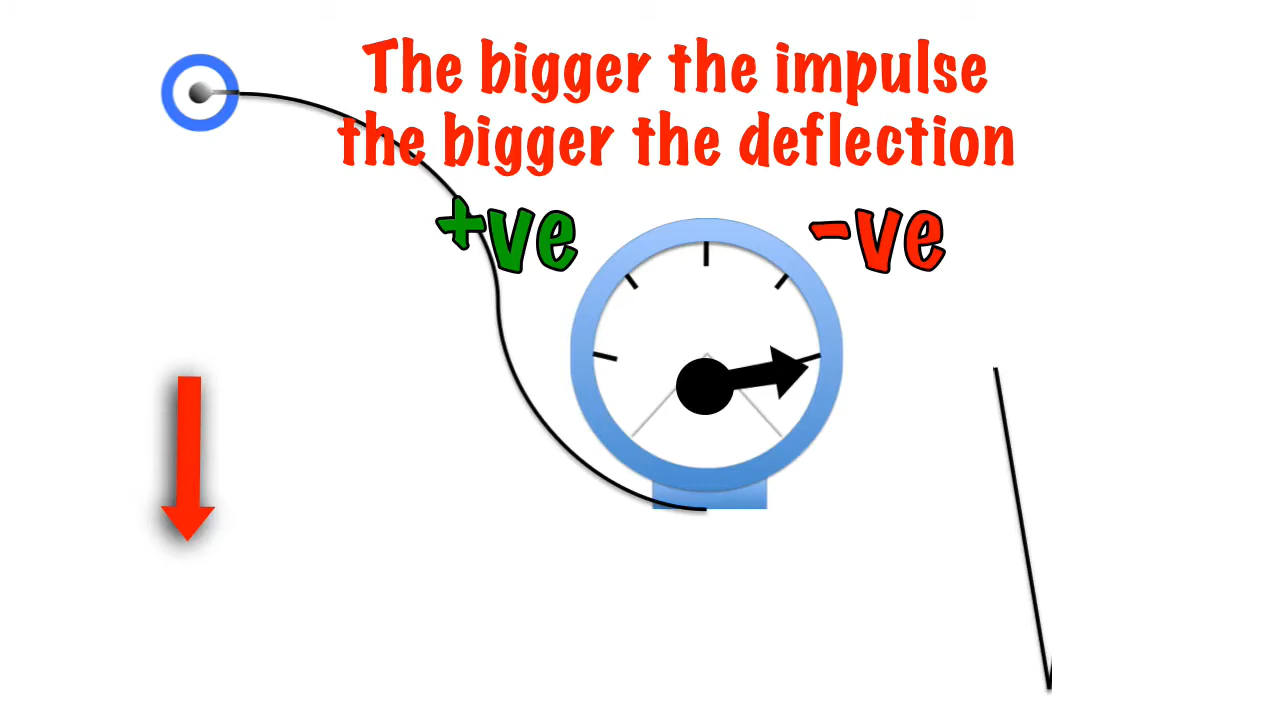 The bigger the impulse
the bigger the deflection
+ve
-ve